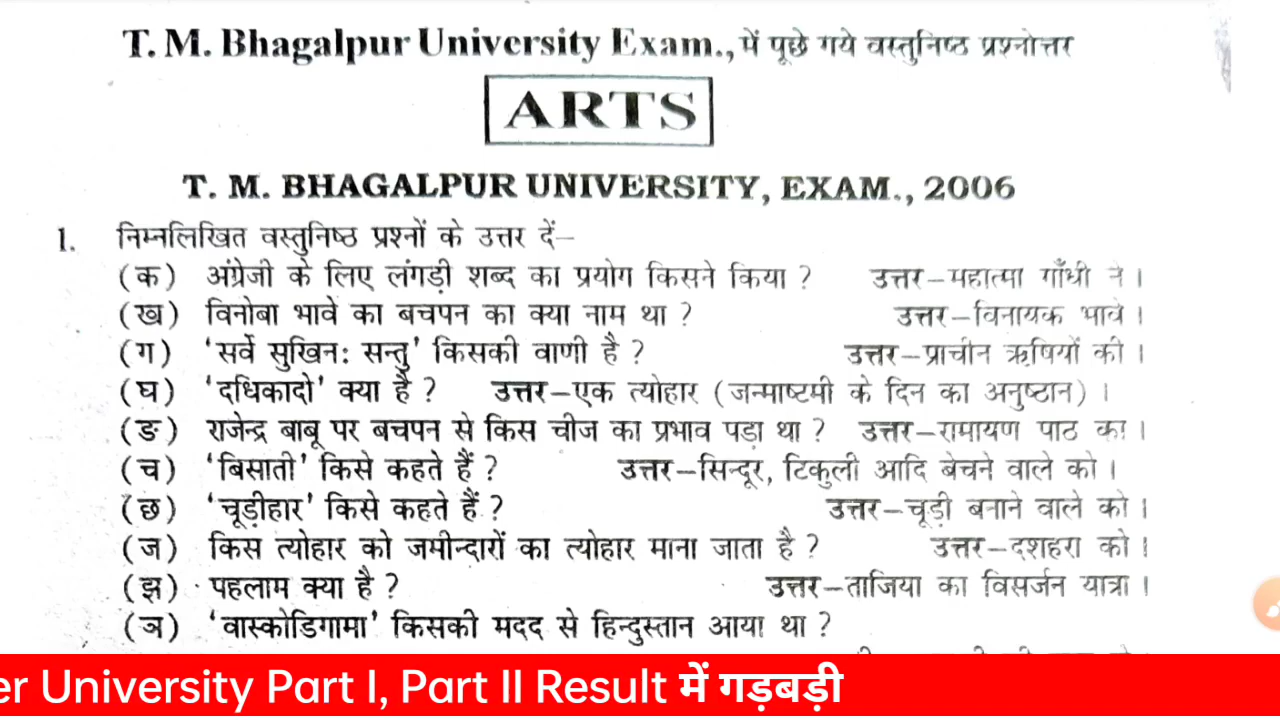 T. M. Bhagalpur University Exam., में पूछे गये वस्तुनिष्ठ प्रश्नोत्तर
ARTS
T. M. BHAGALPUR UNIVERSITY, EXAM., 2006
1. निम्नलिखित वस्तुनिष्ठ प्रश्नों के उत्तर दें–
(क) अंग्रेजी के लिए लंगड़ी शब्द का प्रयोग किसने किया ? उत्तर–महात्मा गाँधी ने।
(ख) विनोबा भावे का बचपन का क्या नाम था ? उत्तर–विनायक भावे।
(ग) ‘सर्वे सुखिनः सन्तु’ किसकी वाणी है ? उत्तर–प्राचीन ऋषियों की।
(घ) ‘दधिकादो’ क्या है ? उत्तर–एक त्योहार (जन्माष्टमी के दिन का अनुष्ठान)।
(ङ) राजेन्द्र बाबू पर बचपन से किस चीज का प्रभाव पड़ा था ? उत्तर–रामायण पाठ का।
(च) ‘बिसाती’ किसे कहते हैं ? उत्तर–सिन्दूर, टिकुली आदि बेचने वाले को।
(छ) ‘चूड़ीहार’ किसे कहते हैं ? उत्तर–चूड़ी बनाने वाले को।
(ज) किस त्योहार को जमीन्दारों का त्योहार माना जाता है ? उत्तर–दशहरा को।
(झ) पहलाम क्या है ? उत्तर–ताजिया का विसर्जन यात्रा।
(ञ) ‘वास्कोडिगामा’ किसकी मदद से हिन्दुस्तान आया था ?
er University Part I, Part II Result में गड़बड़ी